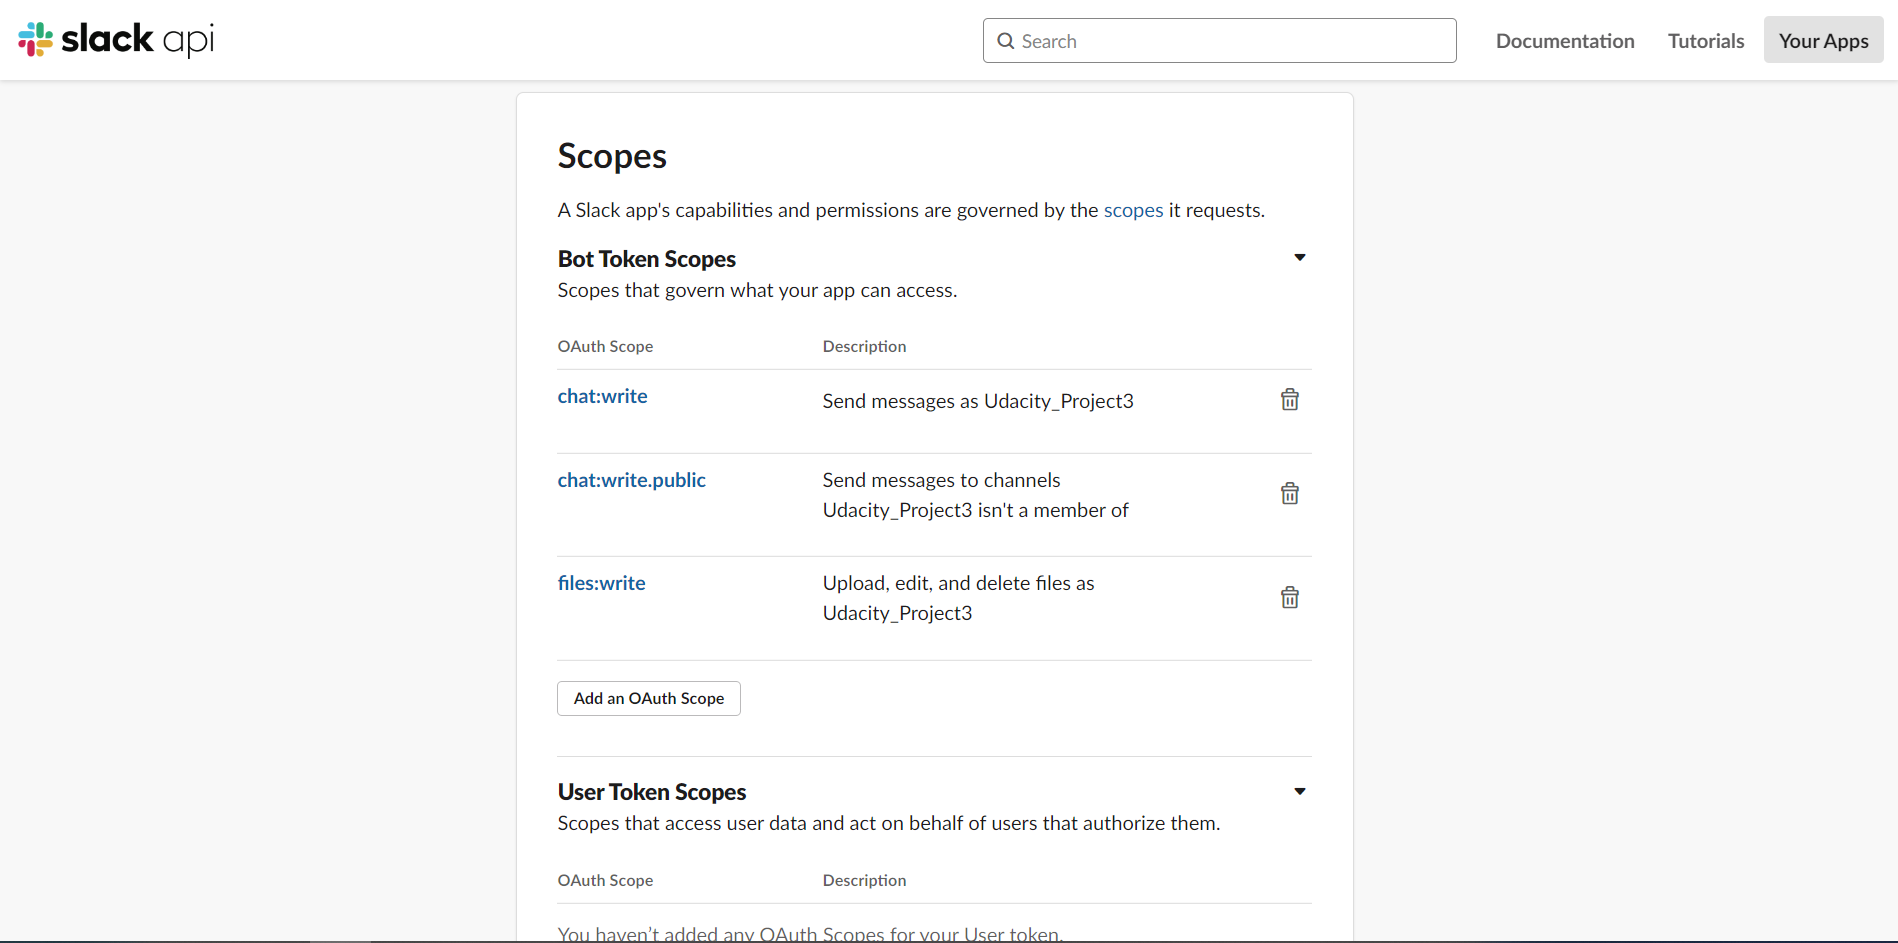 slack api
Search
Documentation
Tutorials
Your Apps
Scopes
A Slack app's capabilities and permissions are governed by the scopes it requests.
Bot Token Scopes
Scopes that govern what your app can access.
OAuth Scope
Description
chat:write
Send messages as Udacity_Project3
chat:write.public
Send messages to channels
Udacity_Project3 isn't a member of
files:write
Upload, edit, and delete files as
Udacity_Project3
Add an OAuth Scope
User Token Scopes
Scopes that access user data and act on behalf of users that authorize them.
OAuth Scope
Description
You haven’t added any OAuth Scopes for your User token.